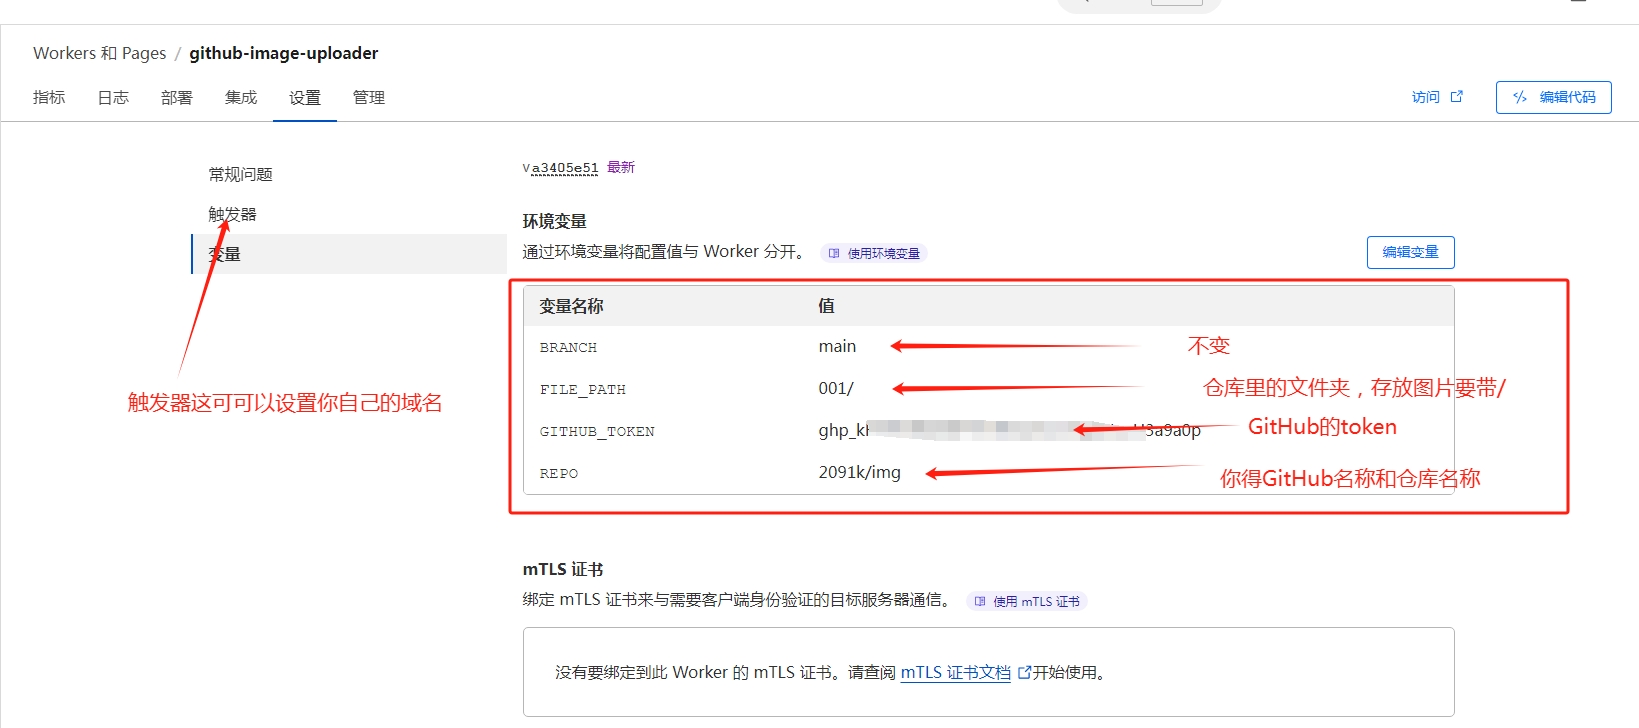 Workers 和 Pages / github-image-uploader
指标 日志 部署 集成 设置 管理
访问 编辑代码
常规问题
触发器
变量
va3405e51 最新
环境变量
通过环境变量将配置值与 Worker 分开。 使用环境变量
编辑变量
变量名称 值
BRANCH main 不变
FILE_PATH 001/ 仓库里的文件夹，存放图片要带/
GITHUB_TOKEN GitHub的token
REPO 2091k/img 你得GitHub名称和仓库名称
触发器这可可以设置你自己的域名
mTLS 证书
绑定 mTLS 证书来与需要客户端身份验证的目标服务器通信。 使用 mTLS 证书
没有要绑定到此 Worker 的 mTLS 证书。请查阅 mTLS 证书文档 开始使用。